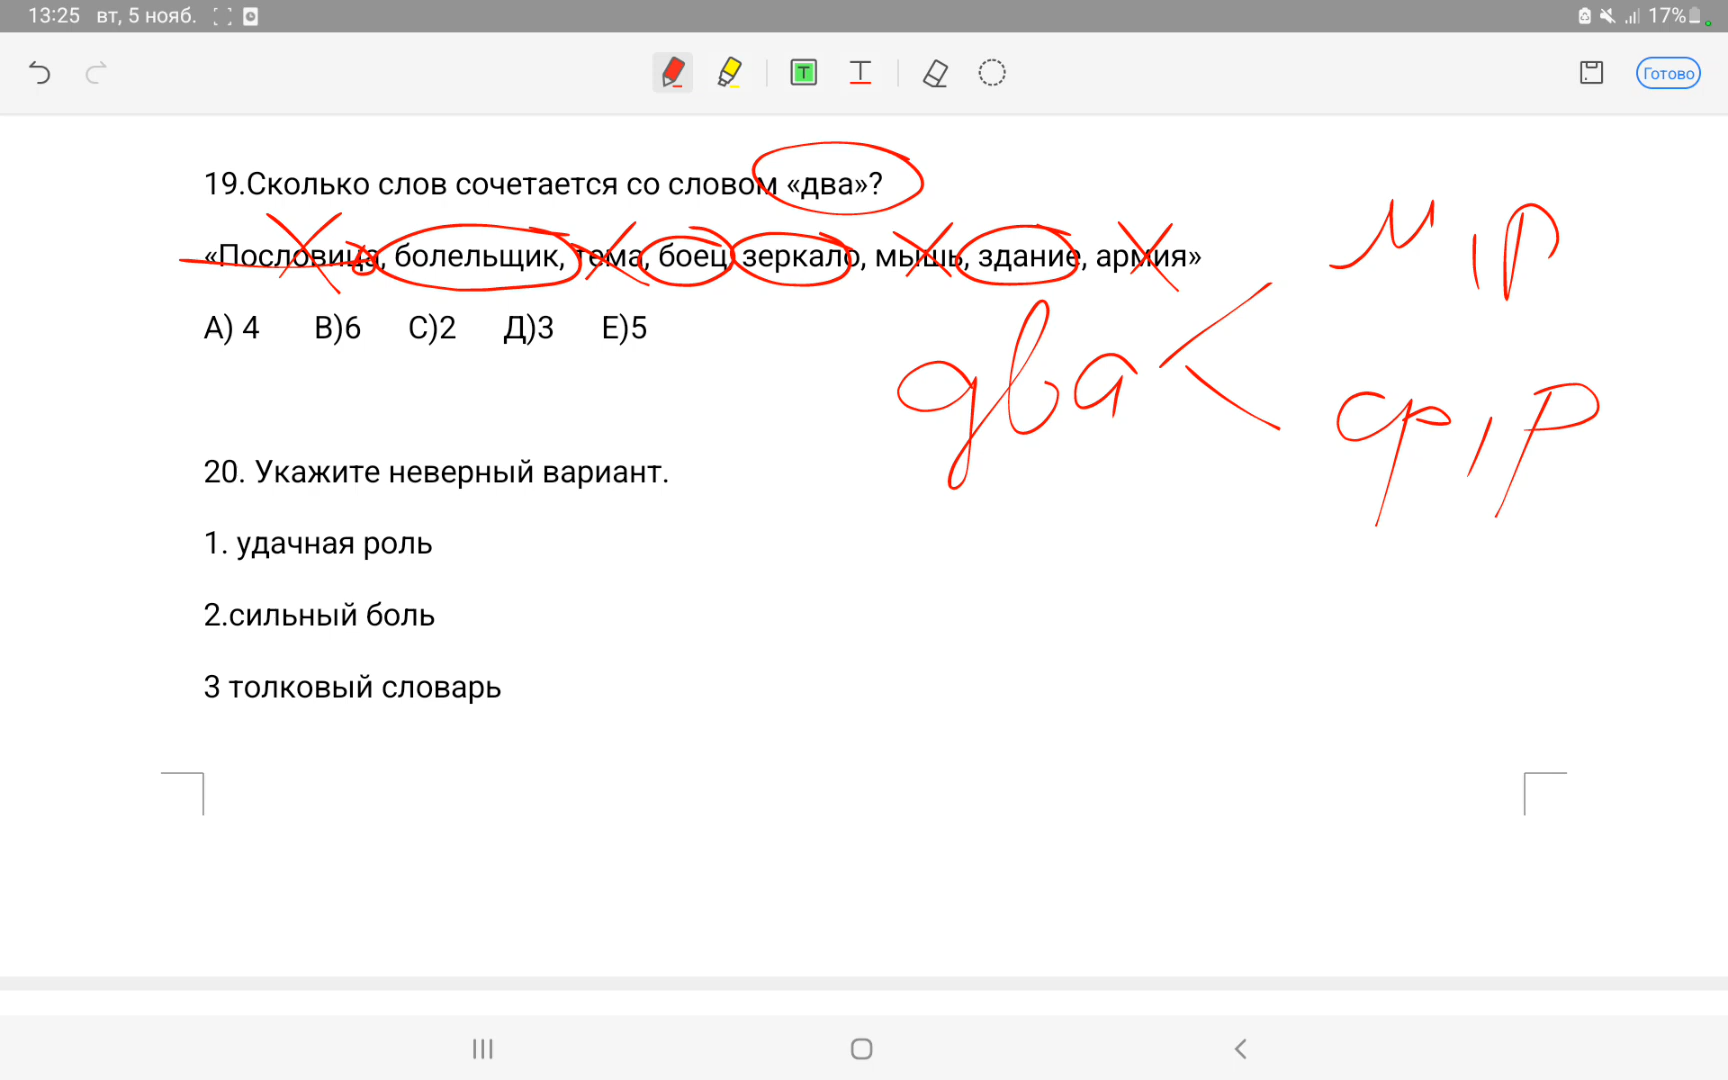 13:25 вт, 5 нояб. 17%
Готово
19.Сколько слов сочетается со словом «два»?
«Пословица, болельщик, тема, боец, зеркало, мышь, здание, армия»
А) 4 В)6 С)2 Д)3 Е)5
м,р
два < ср,р
20. Укажите неверный вариант.
1. удачная роль
2.сильный боль
3 толковый словарь